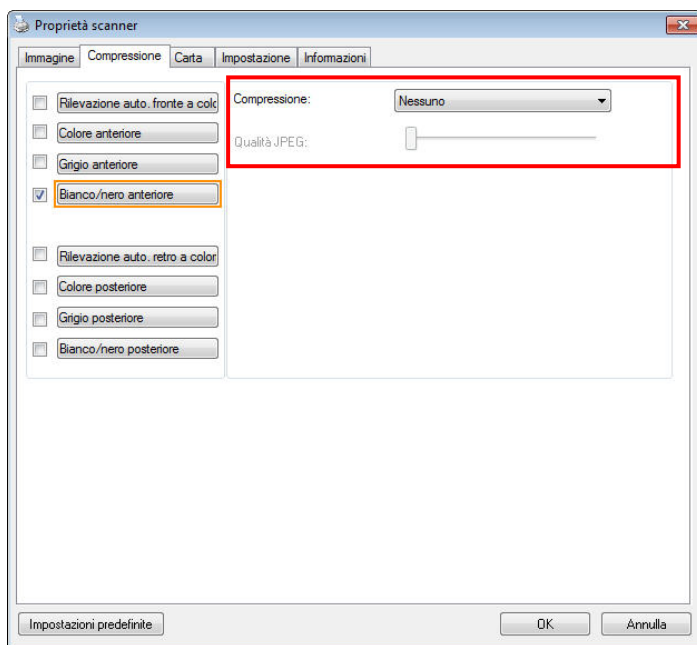 Proprietà scanner
Immagine Compressione Carta Impostazione Informazioni
Rilevazione auto. fronte a colo
Colore anteriore
Grigio anteriore
Bianco/nero anteriore
Rilevazione auto. retro a color
Colore posteriore
Grigio posteriore
Bianco/nero posteriore
Compressione: Nessuno
Qualità JPEG:
Impostazioni predefinite OK Annulla